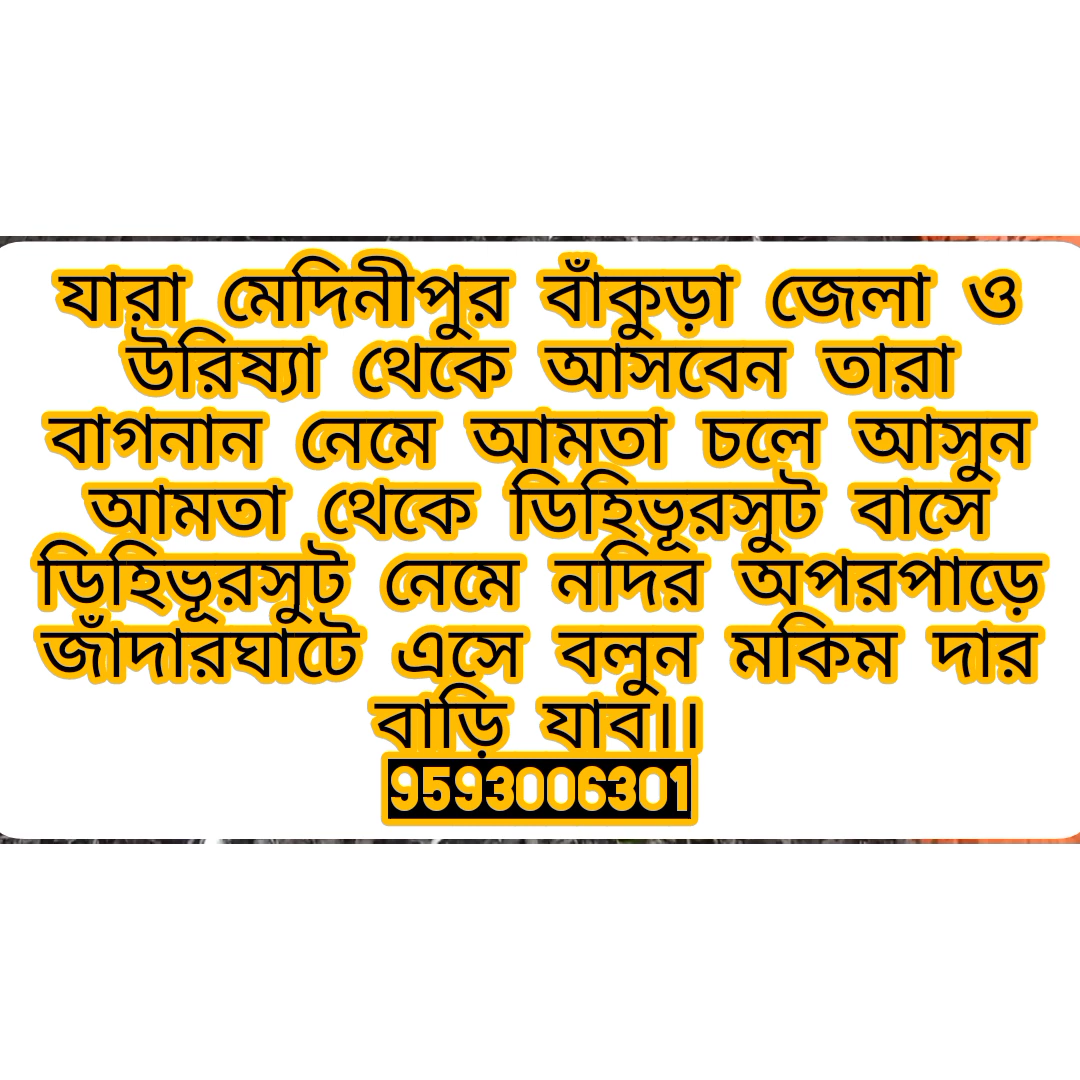 যারা মেদিনীপুর বাঁকুড়া জেলা ও
উরিষ্যা থেকে আসবেন তারা
বাগনান নেমে আমতা চলে আসুন
আমতা থেকে ডিহিভূরসুট বাসে
ডিহিভূরসুট নেমে নদির অপরপাড়ে
জাঁদারঘাটে এসে বলুন মকিম দার
বাড়ি যাব।।
9593006301